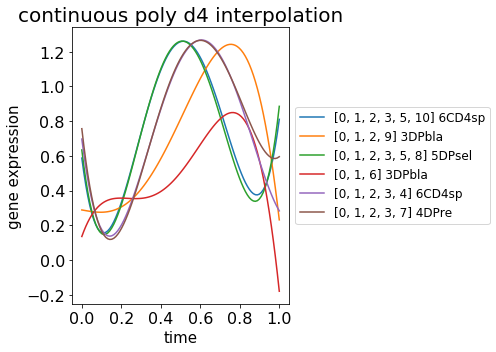 continuous poly d4 interpolation
gene expression
1.2
1.0
0.8
0.6
0.4
0.2
0.0
−0.2
0.0 0.2 0.4 0.6 0.8 1.0
time
[0, 1, 2, 3, 5, 10] 6CD4sp
[0, 1, 2, 9] 3DPbla
[0, 1, 2, 3, 5, 8] 5DPsel
[0, 1, 6] 3DPbla
[0, 1, 2, 3, 4] 6CD4sp
[0, 1, 2, 3, 7] 4DPre